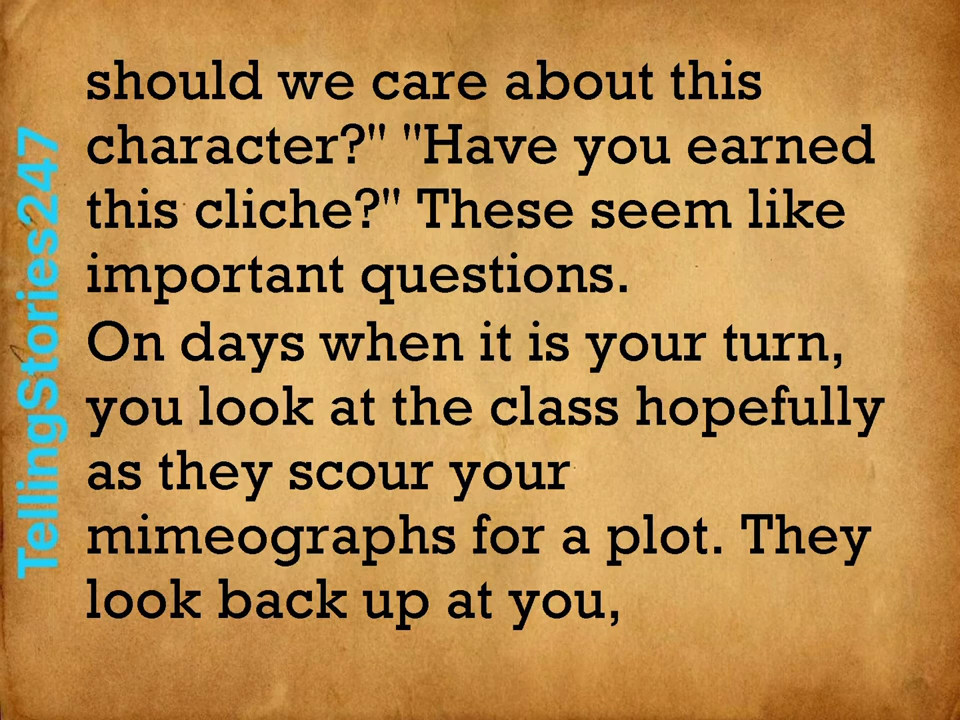 should we care about this
character?" "Have you earned
this cliche?" These seem like
important questions.
On days when it is your turn,
you look at the class hopefully
as they scour your
mimeographs for a plot. They
look back up at you,
TellingStories247